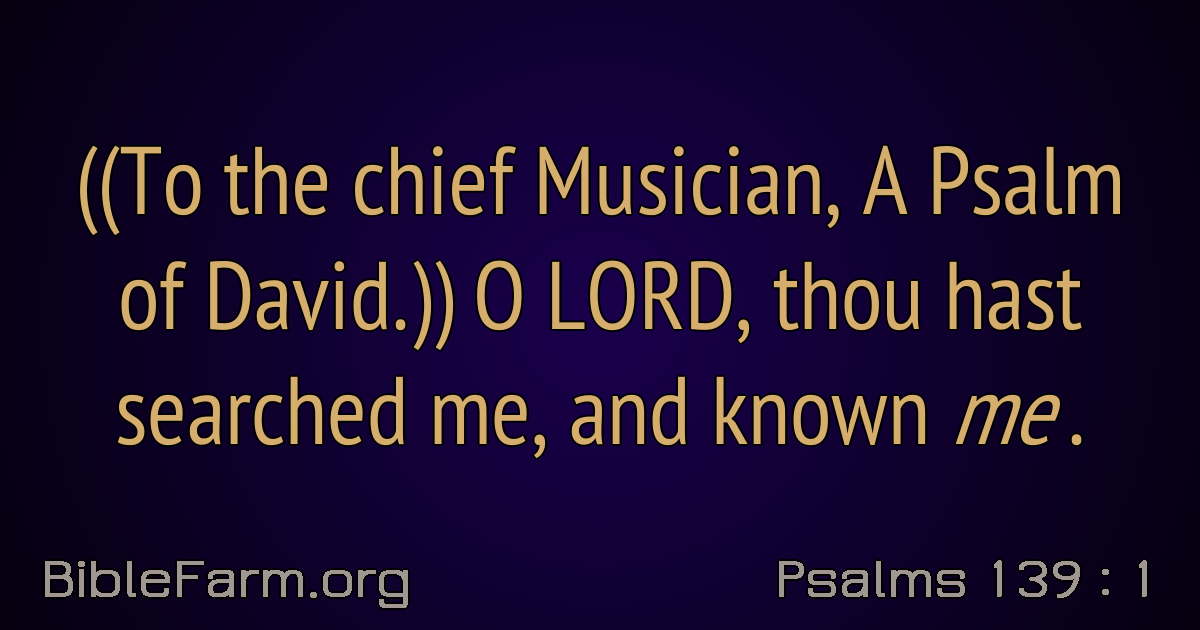 ((To the chief Musician, A Psalm
of David.)) O LORD, thou hast
searched me, and known me .
BibleFarm.org
Psalms 139 : 1